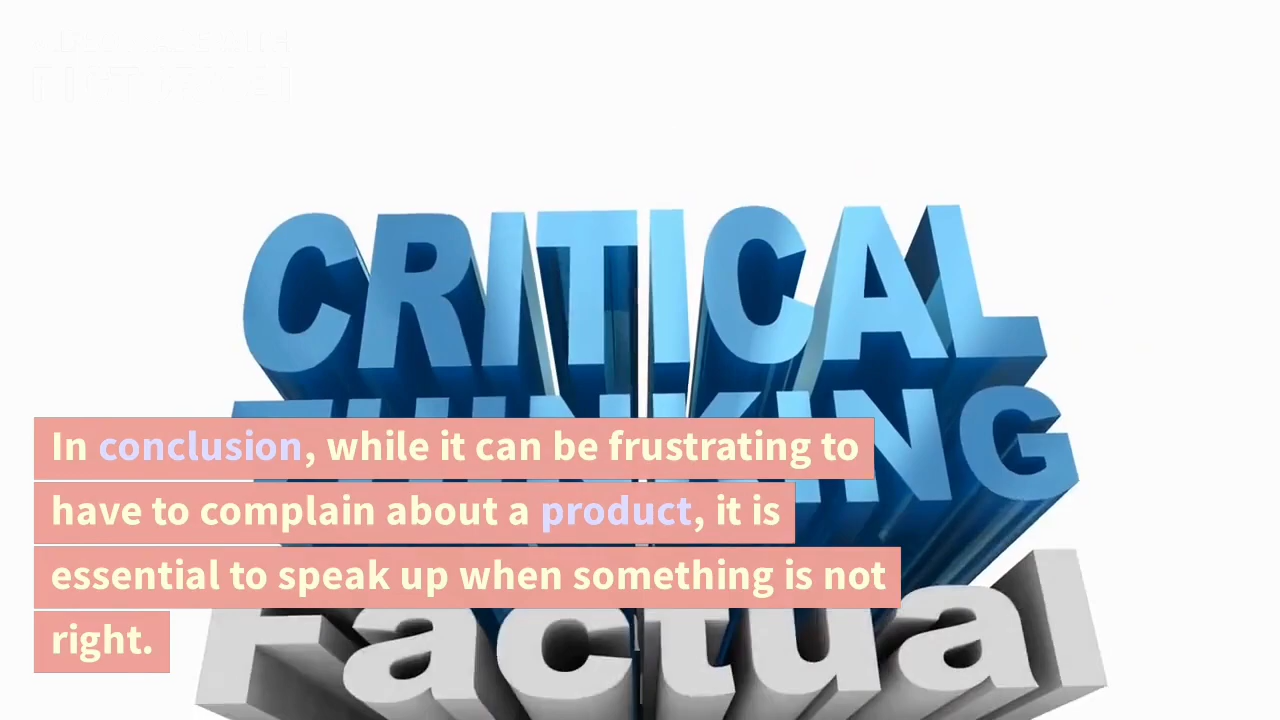 CRITICAL
THINKING
In conclusion, while it can be frustrating to
have to complain about a product, it is
essential to speak up when something is not
right.
Factual